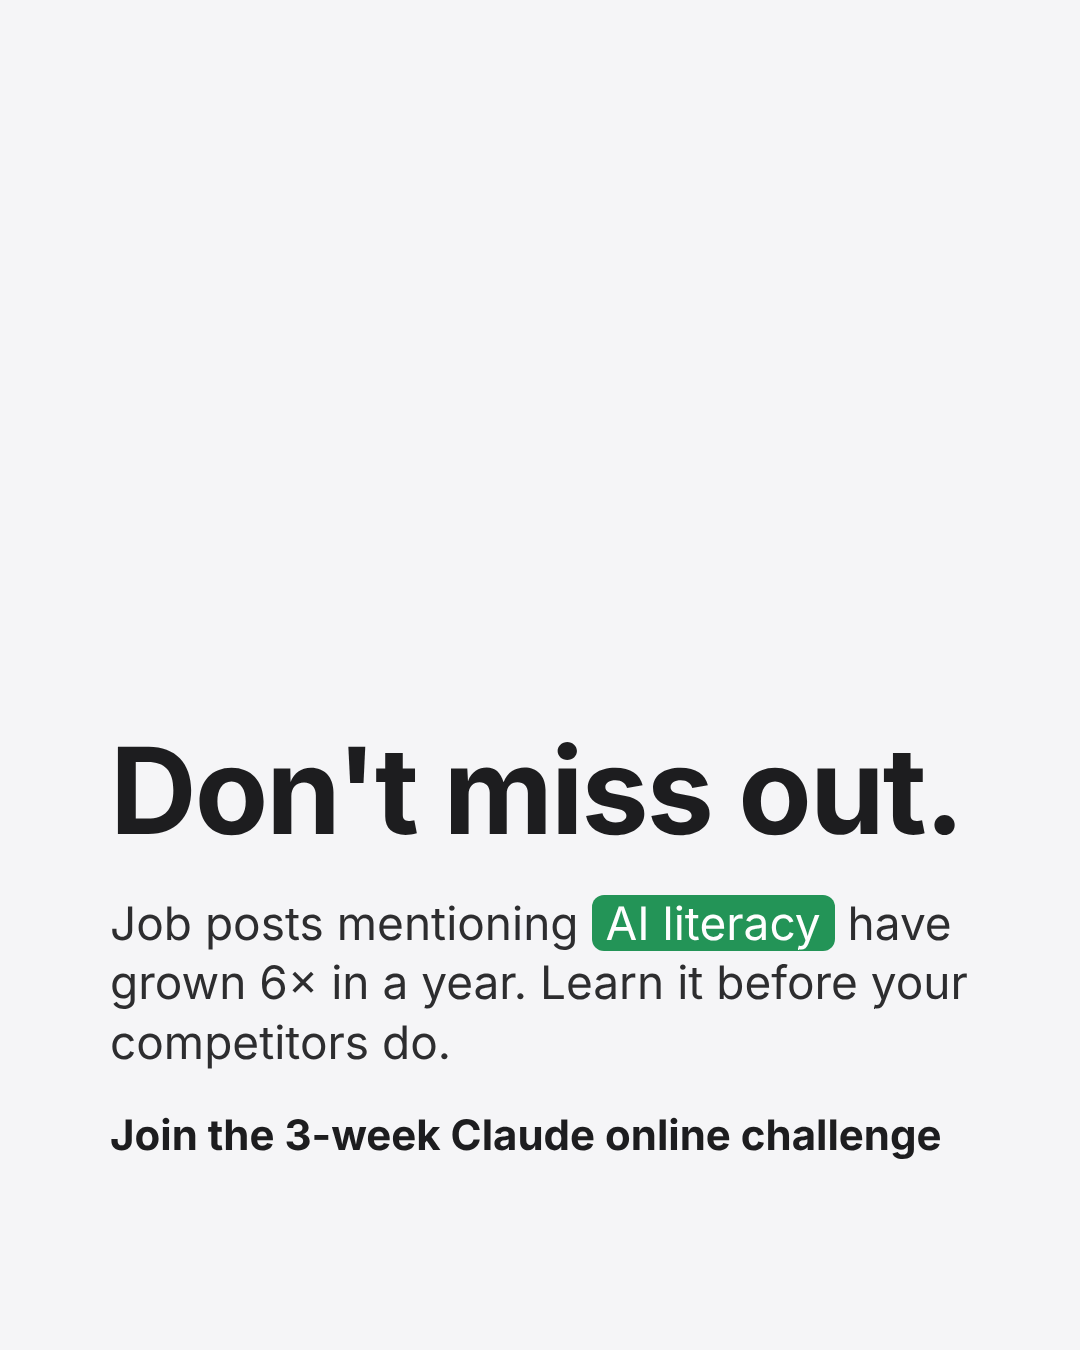 Don't miss out.
Job posts mentioning AI literacy have
grown 6× in a year. Learn it before your
competitors do.
Join the 3-week Claude online challenge